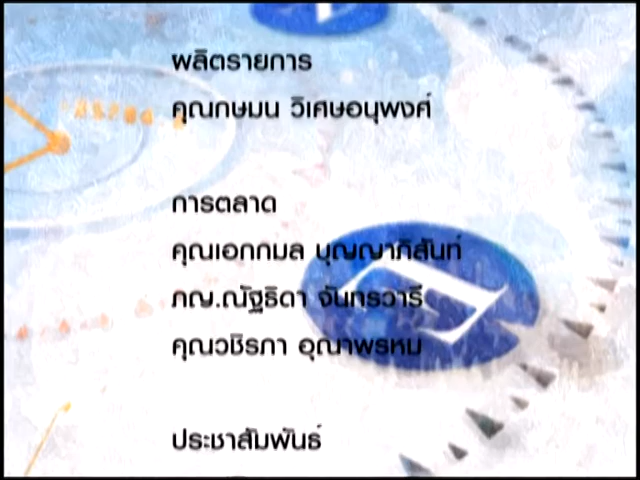 ผลิตรายการ
คุณกษมน วิเศษอนุพงศ์
การตลาด
คุณเอกกมล บุญญาภิสันท์
ภญ.ณัฐธิดา จันทรวารี
คุณวชิรภา อุณาพรหม
ประชาสัมพันธ์